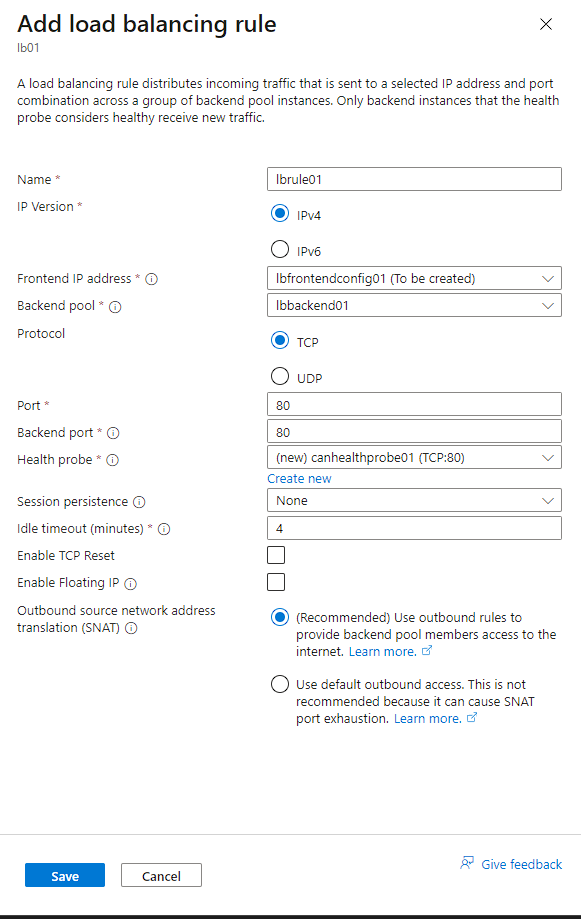 Add load balancing rule
lb01
A load balancing rule distributes incoming traffic that is sent to a selected IP address and port
combination across a group of backend pool instances. Only backend instances that the health
probe considers healthy receive new traffic.
Name *
lbrule01
IP Version *
IPv4
IPv6
Frontend IP address *
lbfrontendconfig01 (To be created)
Backend pool *
lbbackend01
Protocol
TCP
UDP
Port *
80
Backend port *
80
Health probe *
(new) canhealthprobe01 (TCP:80)
Create new
Session persistence
None
Idle timeout (minutes) *
4
Enable TCP Reset
Enable Floating IP
Outbound source network address
translation (SNAT)
(Recommended) Use outbound rules to
provide backend pool members access to the
internet. Learn more.
Use default outbound access. This is not
recommended because it can cause SNAT
port exhaustion. Learn more.
Save
Cancel
Give feedback